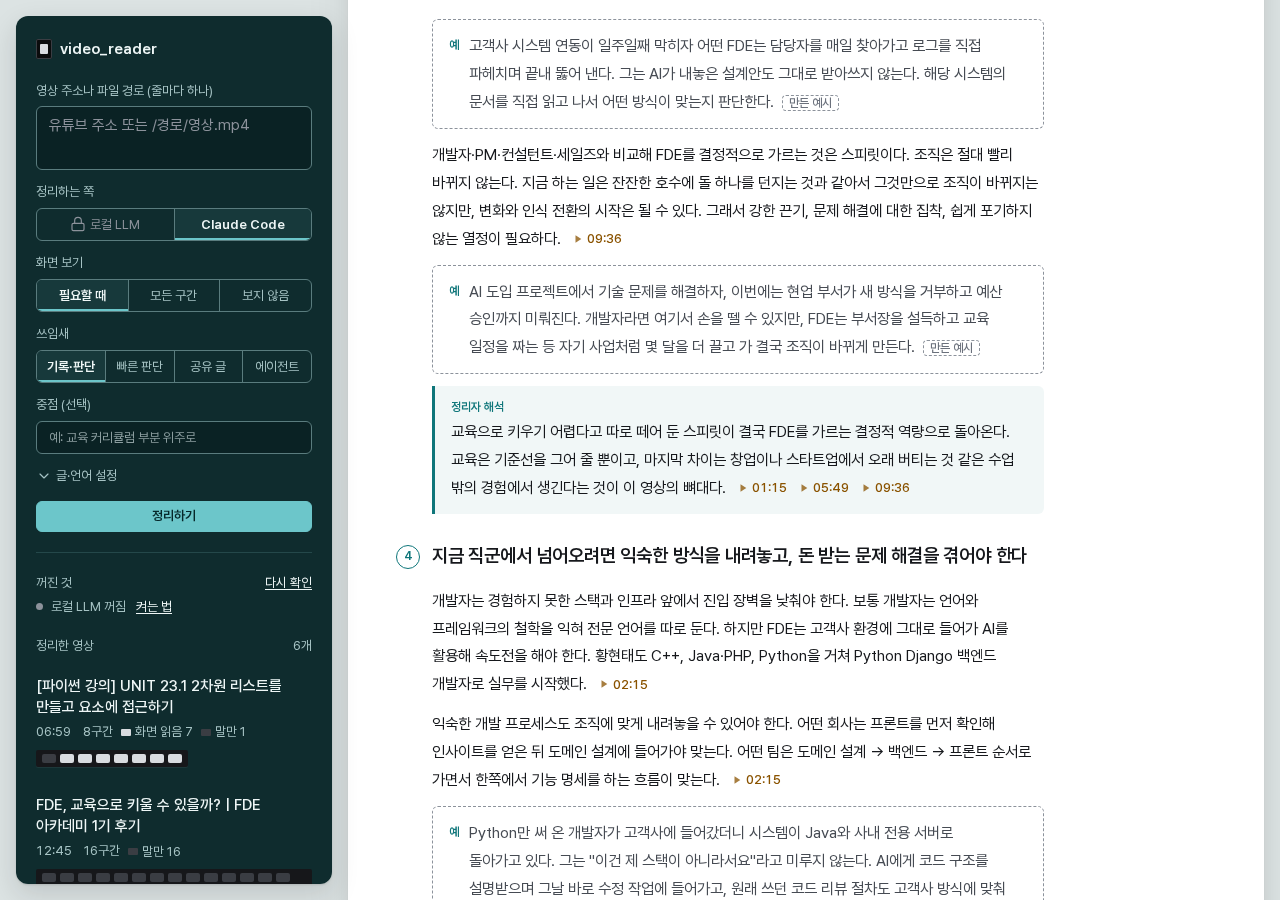 video_reader
영상 주소나 파일 경로 (줄마다 하나)
유튜브 주소 또는 /경로/영상.mp4
정리하는 쪽
로컬 LLM
Claude Code
화면 보기
필요할 때
모든 구간
보지 않음
쓰임새
기록·판단
빠른 판단
공유 글
에이전트
중점 (선택)
예: 교육 커리큘럼 부분 위주로
글·언어 설정
정리하기
꺼진 것
다시 확인
로컬 LLM 꺼짐 켜는 법
정리한 영상
6개
[파이썬 강의] UNIT 23.1 2차원 리스트를
만들고 요소에 접근하기
06:59 8구간 화면 읽음 7 말만 1
FDE, 교육으로 키울 수 있을까? | FDE
아카데미 1기 후기
12:45 16구간 말만 16
예 고객사 시스템 연동이 일주일째 막히자 어떤 FDE는 담당자를 매일 찾아가고 로그를 직접
파헤치며 끝내 뚫어 낸다. 그는 AI가 내놓은 설계안도 그대로 받아쓰지 않는다. 해당 시스템의
문서를 직접 읽고 나서 어떤 방식이 맞는지 판단한다. 만든 예시
개발자·PM·컨설턴트·세일즈와 비교해 FDE를 결정적으로 가르는 것은 스피릿이다. 조직은 절대 빨리
바뀌지 않는다. 지금 하는 일은 잔잔한 호수에 돌 하나를 던지는 것과 같아서 그것만으로 조직이 바뀌지는
않지만, 변화와 인식 전환의 시작은 될 수 있다. 그래서 강한 끈기, 문제 해결에 대한 집착, 쉽게 포기하지
않는 열정이 필요하다. 09:36
예 AI 도입 프로젝트에서 기술 문제를 해결하자, 이번에는 현업 부서가 새 방식을 거부하고 예산
승인까지 미뤄진다. 개발자라면 여기서 손을 뗄 수 있지만, FDE는 부서장을 설득하고 교육
일정을 짜는 등 자기 사업처럼 몇 달을 더 끌고 가 결국 조직이 바뀌게 만든다. 만든 예시
정리자 해석
교육으로 키우기 어렵다고 따로 떼어 둔 스피릿이 결국 FDE를 가르는 결정적 역량으로 돌아온다.
교육은 기준선을 그어 줄 뿐이고, 마지막 차이는 창업이나 스타트업에서 오래 버티는 것 같은 수업
밖의 경험에서 생긴다는 것이 이 영상의 뼈대다. 01:15 05:49 09:36
4 지금 직군에서 넘어오려면 익숙한 방식을 내려놓고, 돈 받는 문제 해결을 겪어야 한다
개발자는 경험하지 못한 스택과 인프라 앞에서 진입 장벽을 낮춰야 한다. 보통 개발자는 언어와
프레임워크의 철학을 익혀 전문 언어를 따로 둔다. 하지만 FDE는 고객사 환경에 그대로 들어가 AI를
활용해 속도전을 해야 한다. 황현태도 C++, Java·PHP, Python을 거쳐 Python Django 백엔드
개발자로 실무를 시작했다. 02:15
익숙한 개발 프로세스도 조직에 맞게 내려놓을 수 있어야 한다. 어떤 회사는 프론트를 먼저 확인해
인사이트를 얻은 뒤 도메인 설계에 들어가야 맞는다. 어떤 팀은 도메인 설계 → 백엔드 → 프론트 순서로
가면서 한쪽에서 기능 명세를 하는 흐름이 맞는다. 02:15
예 Python만 써 온 개발자가 고객사에 들어갔더니 시스템이 Java와 사내 전용 서버로
돌아가고 있다. 그는 "이건 제 스택이 아니라서요"라고 미루지 않는다. AI에게 코드 구조를
설명받으며 그날 바로 수정 작업에 들어가고, 원래 쓰던 코드 리뷰 절차도 고객사 방식에 맞춰